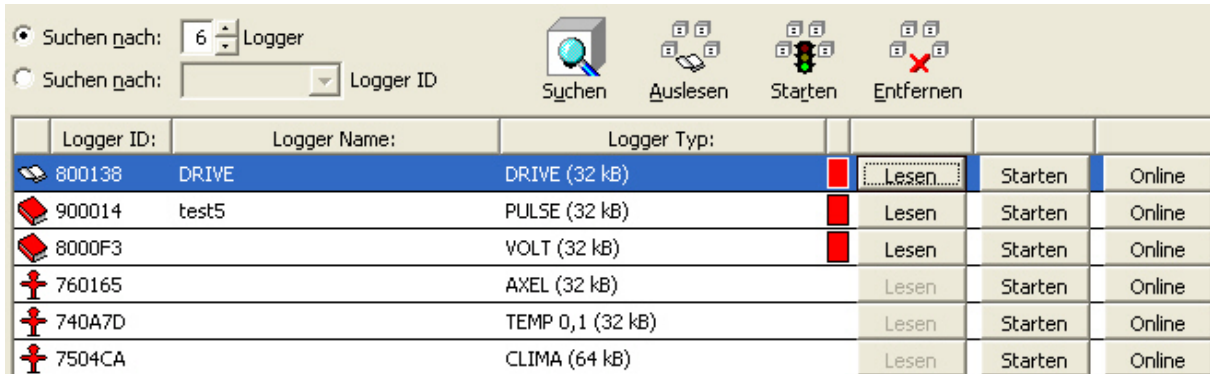 Suchen nach: 6 Logger
Suchen nach: Logger ID
Suchen Auslesen Starten Entfernen
Logger ID: Logger Name: Logger Typ:
800138 DRIVE DRIVE (32 kB) Lesen Starten Online
900014 test5 PULSE (32 kB) Lesen Starten Online
8000F3 VOLT (32 kB) Lesen Starten Online
760165 AXEL (32 kB) Lesen Starten Online
740A7D TEMP 0,1 (32 kB) Lesen Starten Online
7504CA CLIMA (64 kB) Lesen Starten Online